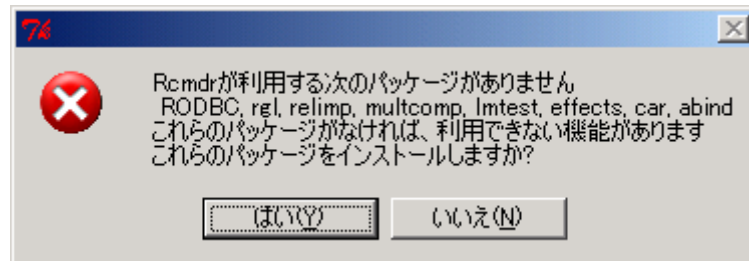 7%
Rcmdrが利用する次のパッケージがありません
RODBC, rgl, relimp, multcomp, lmtest, effects, car, abind
これらのパッケージがなければ、利用できない機能があります
これらのパッケージをインストールしますか?
はい(Y)
いいえ(N)